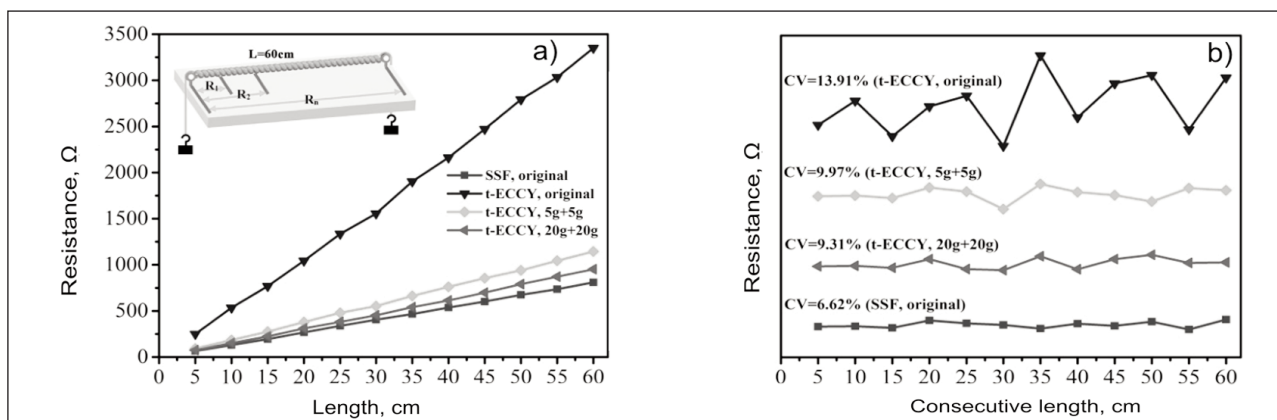 a)
3500
3000
2500
2000
1500
1000
500
0
Resistance, Ω
L=60cm
R₁
R₂
Rₙ
SSF, original
t-ECCY, original
t-ECCY, 5g+5g
t-ECCY, 20g+20g
0 5 10 15 20 25 30 35 40 45 50 55 60
Length, cm
b)
Resistance, Ω
CV=13.91% (t-ECCY, original)
CV=9.97% (t-ECCY, 5g+5g)
CV=9.31% (t-ECCY, 20g+20g)
CV=6.62% (SSF, original)
0 5 10 15 20 25 30 35 40 45 50 55 60
Consecutive length, cm